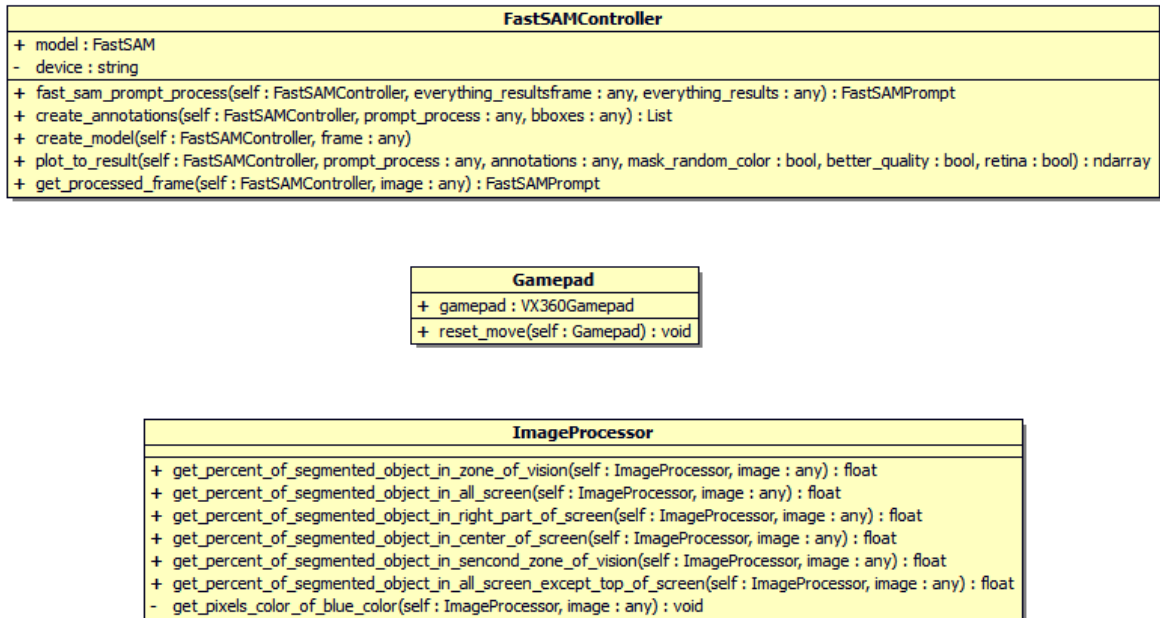 FastSAMController
+ model : FastSAM
- device : string
+ fast_sam_prompt_process(self : FastSAMController, everything_resultsframe : any, everything_results : any) : FastSAMPrompt
+ create_annotations(self : FastSAMController, prompt_process : any, bboxes : any) : List
+ create_model(self : FastSAMController, frame : any)
+ plot_to_result(self : FastSAMController, prompt_process : any, annotations : any, mask_random_color : bool, better_quality : bool, retina : bool) : ndarray
+ get_processed_frame(self : FastSAMController, image : any) : FastSAMPrompt
Gamepad
+ gamepad : VX360Gamepad
+ reset_move(self : Gamepad) : void
ImageProcessor
+ get_percent_of_segmented_object_in_zone_of_vision(self : ImageProcessor, image : any) : float
+ get_percent_of_segmented_object_in_all_screen(self : ImageProcessor, image : any) : float
+ get_percent_of_segmented_object_in_right_part_of_screen(self : ImageProcessor, image : any) : float
+ get_percent_of_segmented_object_in_center_of_screen(self : ImageProcessor, image : any) : float
+ get_percent_of_segmented_object_in_sencond_zone_of_vision(self : ImageProcessor, image : any) : float
+ get_percent_of_segmented_object_in_all_screen_except_top_of_screen(self : ImageProcessor, image : any) : float
- get_pixels_color_of_blue_color(self : ImageProcessor, image : any) : void